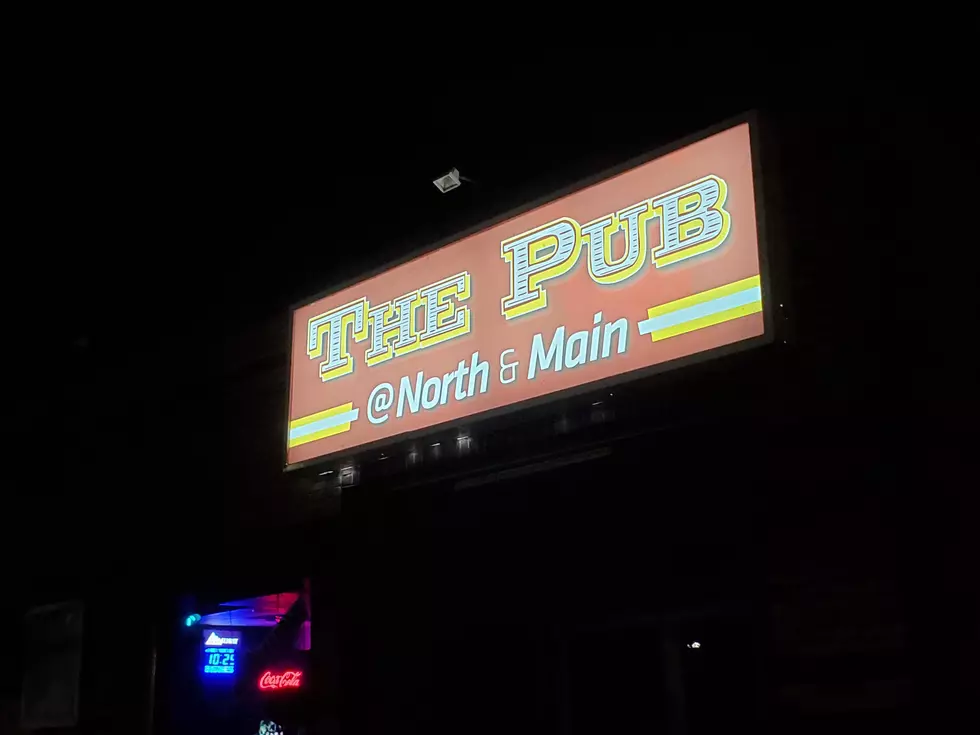 The Pub
@ North & Main
Coca-Cola